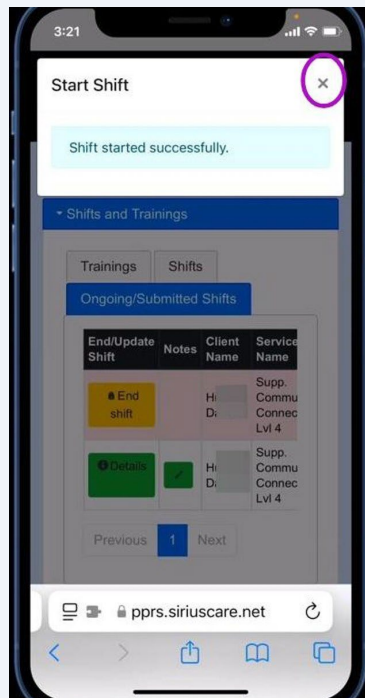 3:21
Start Shift
×
Shift started successfully.
Shifts and Trainings
Trainings Shifts
Ongoing/Submitted Shifts
End/Update Shift Notes Client Name Service Name
End shift
Supp. Commu Connec Lvl 4
Details
Supp. Commu Connec Lvl 4
Previous 1 Next
pprs.siriuscare.net